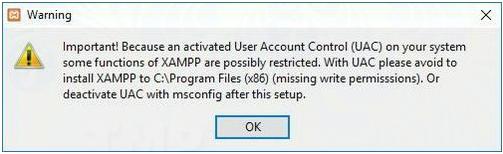 Warning
Important! Because an activated User Account Control (UAC) on your system
some functions of XAMPP are possibly restricted. With UAC please avoid to
install XAMPP to C:\Program Files (x86) (missing write permisssions). Or
deactivate UAC with msconfig after this setup.
OK